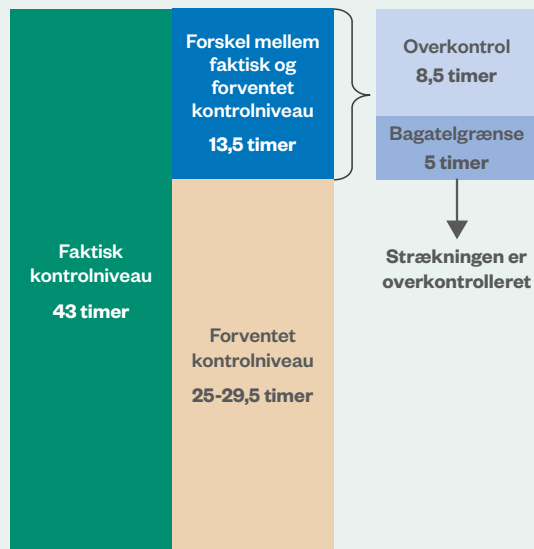 Forskel mellem
faktisk og
forventet
kontrolniveau
13,5 timer
Overkontrol
8,5 timer
Bagatelgrænse
5 timer
Faktisk
kontrolniveau
43 timer
Strækningen er
overkontrolleret
Forventet
kontrolniveau
25-29,5 timer